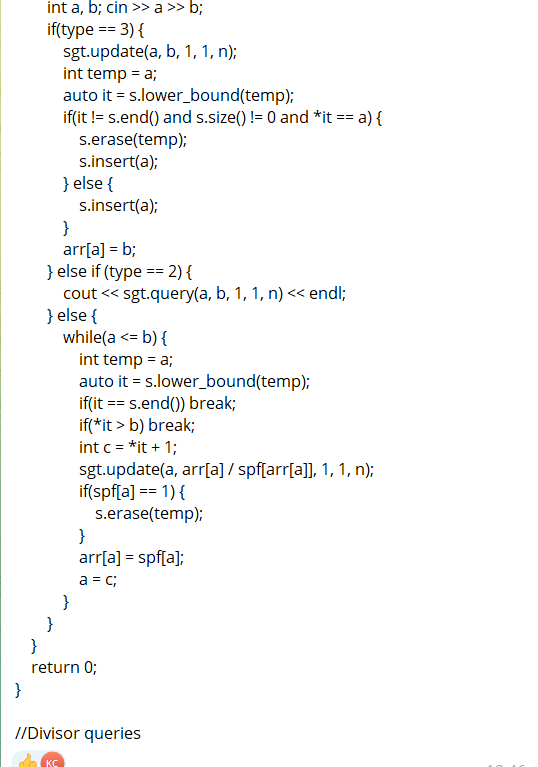 int a, b; cin >> a >> b;
if(type == 3) {
sgt.update(a, b, 1, 1, n);
int temp = a;
auto it = s.lower_bound(temp);
if(it != s.end() and s.size() != 0 and *it == a) {
s.erase(temp);
s.insert(a);
} else {
s.insert(a);
}
arr[a] = b;
} else if (type == 2) {
cout << sgt.query(a, b, 1, 1, n) << endl;
} else {
while(a <= b) {
int temp = a;
auto it = s.lower_bound(temp);
if(it == s.end()) break;
if(*it > b) break;
int c = *it + 1;
sgt.update(a, arr[a] / spf[arr[a]], 1, 1, n);
if(spf[a] == 1) {
s.erase(temp);
}
arr[a] = spf[a];
a = c;
}
}
}
return 0;
}
//Divisor queries
KC